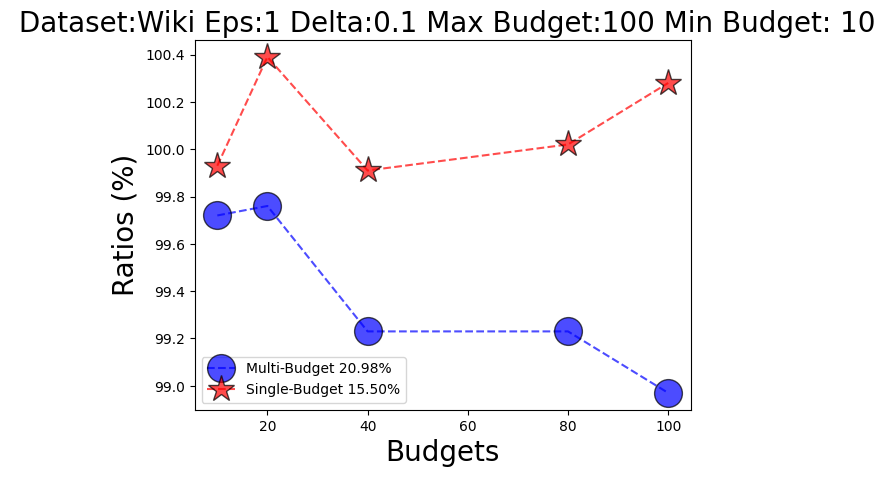 Dataset:Wiki Eps:1 Delta:0.1 Max Budget:100 Min Budget: 10
100.4
100.2
100.0
99.8
99.6
99.4
99.2
99.0
Ratios (%)
Multi-Budget 20.98%
Single-Budget 15.50%
20 40 60 80 100
Budgets